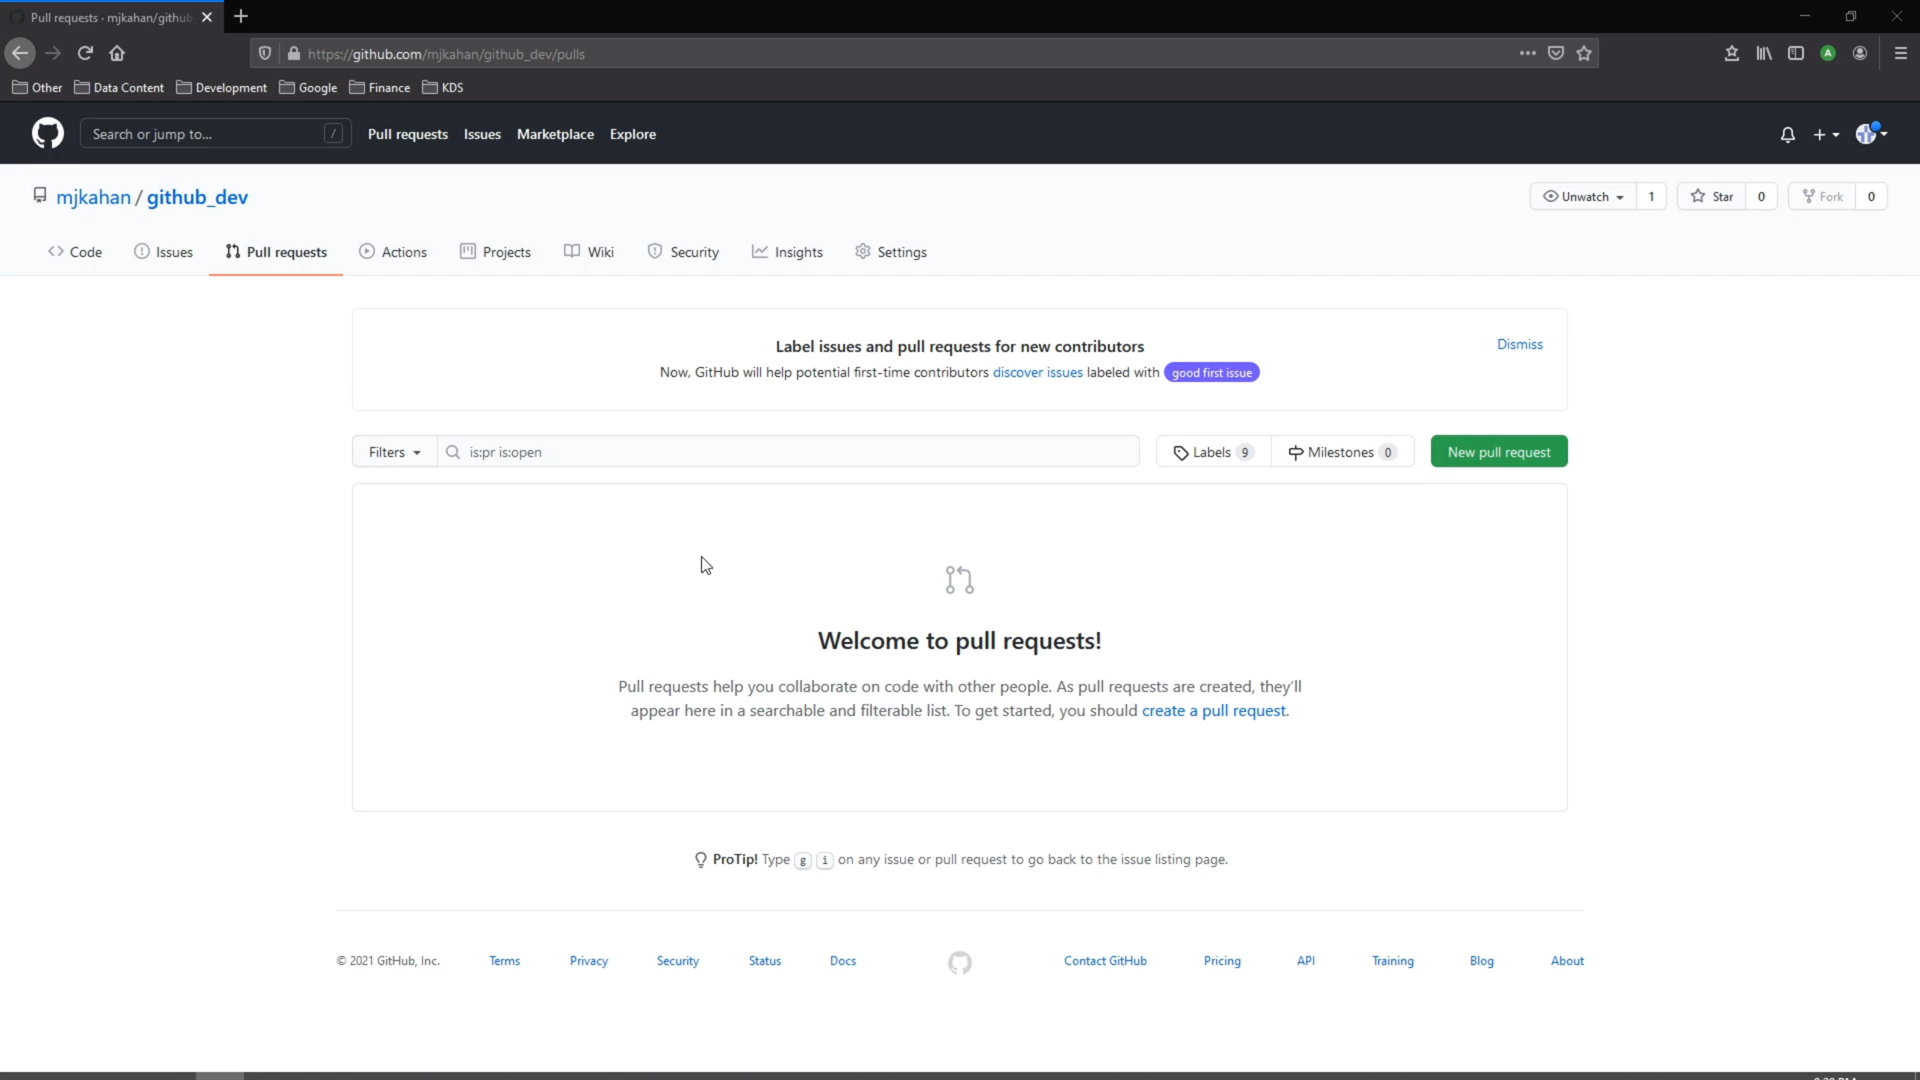 Pull requests · mjkahan/github
https://github.com/mjkahan/github_dev/pulls
Other Data Content Development Google Finance KDS
Search or jump to... / Pull requests Issues Marketplace Explore
mjkahan / github_dev Unwatch 1 Star 0 Fork 0
Code Issues Pull requests Actions Projects Wiki Security Insights Settings
Label issues and pull requests for new contributors Dismiss
Now, GitHub will help potential first-time contributors discover issues labeled with good first issue
Filters is:pr is:open Labels 9 Milestones 0 New pull request
Welcome to pull requests!
Pull requests help you collaborate on code with other people. As pull requests are created, they'll
appear here in a searchable and filterable list. To get started, you should create a pull request.
ProTip! Type g i on any issue or pull request to go back to the issue listing page.
© 2021 GitHub, Inc. Terms Privacy Security Status Docs Contact GitHub Pricing API Training Blog About